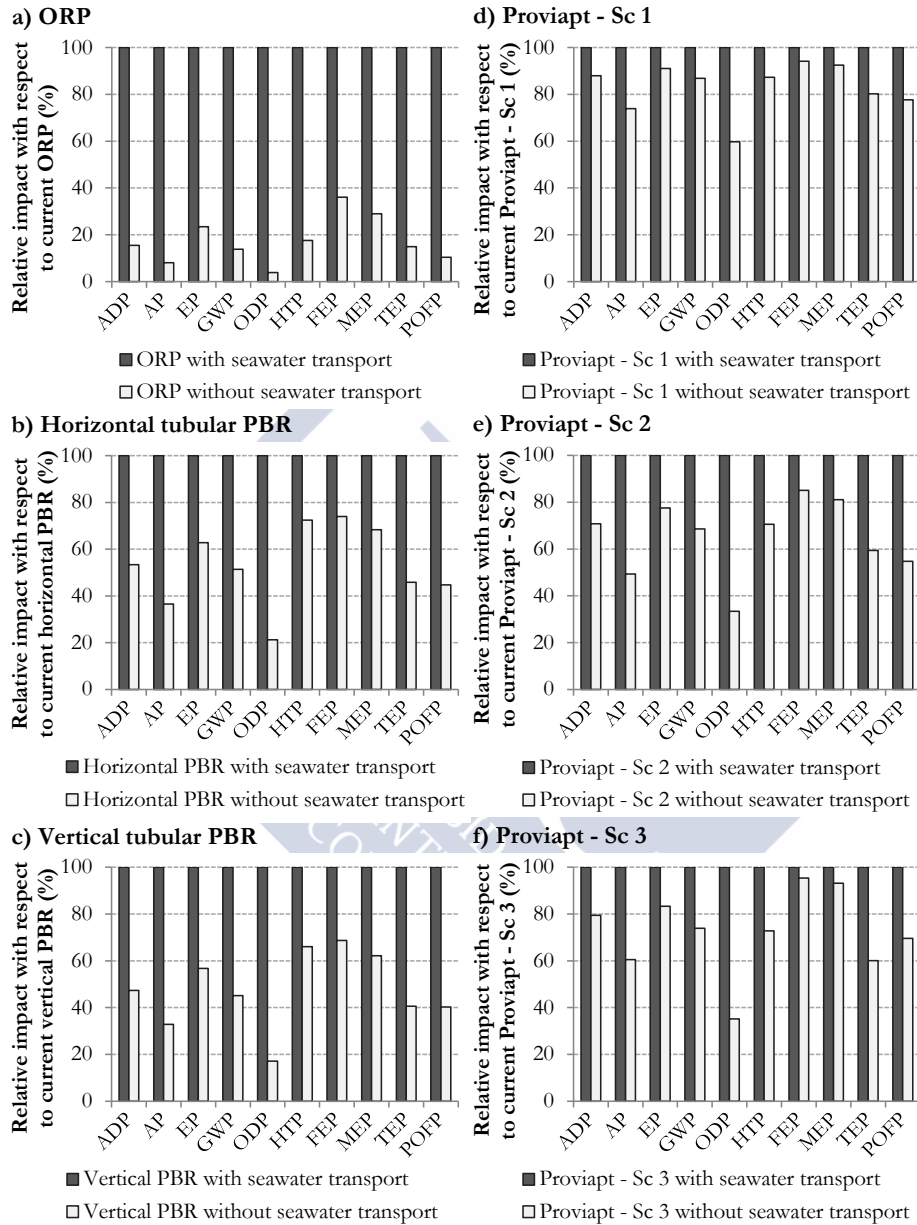 a) ORP
Relative impact with respect
to current ORP (%)
100
80
60
40
20
0
ADP
AP
EP
GWP
ODP
HTP
FEP
MEP
TEP
POFP
■ ORP with seawater transport
□ ORP without seawater transport
b) Horizontal tubular PBR
Relative impact with respect
to current horizontal PBR (%)
100
80
60
40
20
0
ADP
AP
EP
GWP
ODP
HTP
FEP
MEP
TEP
POFP
■ Horizontal PBR with seawater transport
□ Horizontal PBR without seawater transport
c) Vertical tubular PBR
Relative impact with respect
to current vertical PBR (%)
100
80
60
40
20
0
ADP
AP
EP
GWP
ODP
HTP
FEP
MEP
TEP
POFP
■ Vertical PBR with seawater transport
□ Vertical PBR without seawater transport
d) Proviapt - Sc 1
Relative impact with respect
to current Proviapt - Sc 1 (%)
100
80
60
40
20
0
ADP
AP
EP
GWP
ODP
HTP
FEP
MEP
TEP
POFP
■ Proviapt - Sc 1 with seawater transport
□ Proviapt - Sc 1 without seawater transport
e) Proviapt - Sc 2
Relative impact with respect
to current Proviapt - Sc 2 (%)
100
80
60
40
20
0
ADP
AP
EP
GWP
ODP
HTP
FEP
MEP
TEP
POFP
■ Proviapt - Sc 2 with seawater transport
□ Proviapt - Sc 2 without seawater transport
f) Proviapt - Sc 3
Relative impact with respect
to current Proviapt - Sc 3 (%)
100
80
60
40
20
0
ADP
AP
EP
GWP
ODP
HTP
FEP
MEP
TEP
POFP
■ Proviapt - Sc 3 with seawater transport
□ Proviapt - Sc 3 without seawater transport